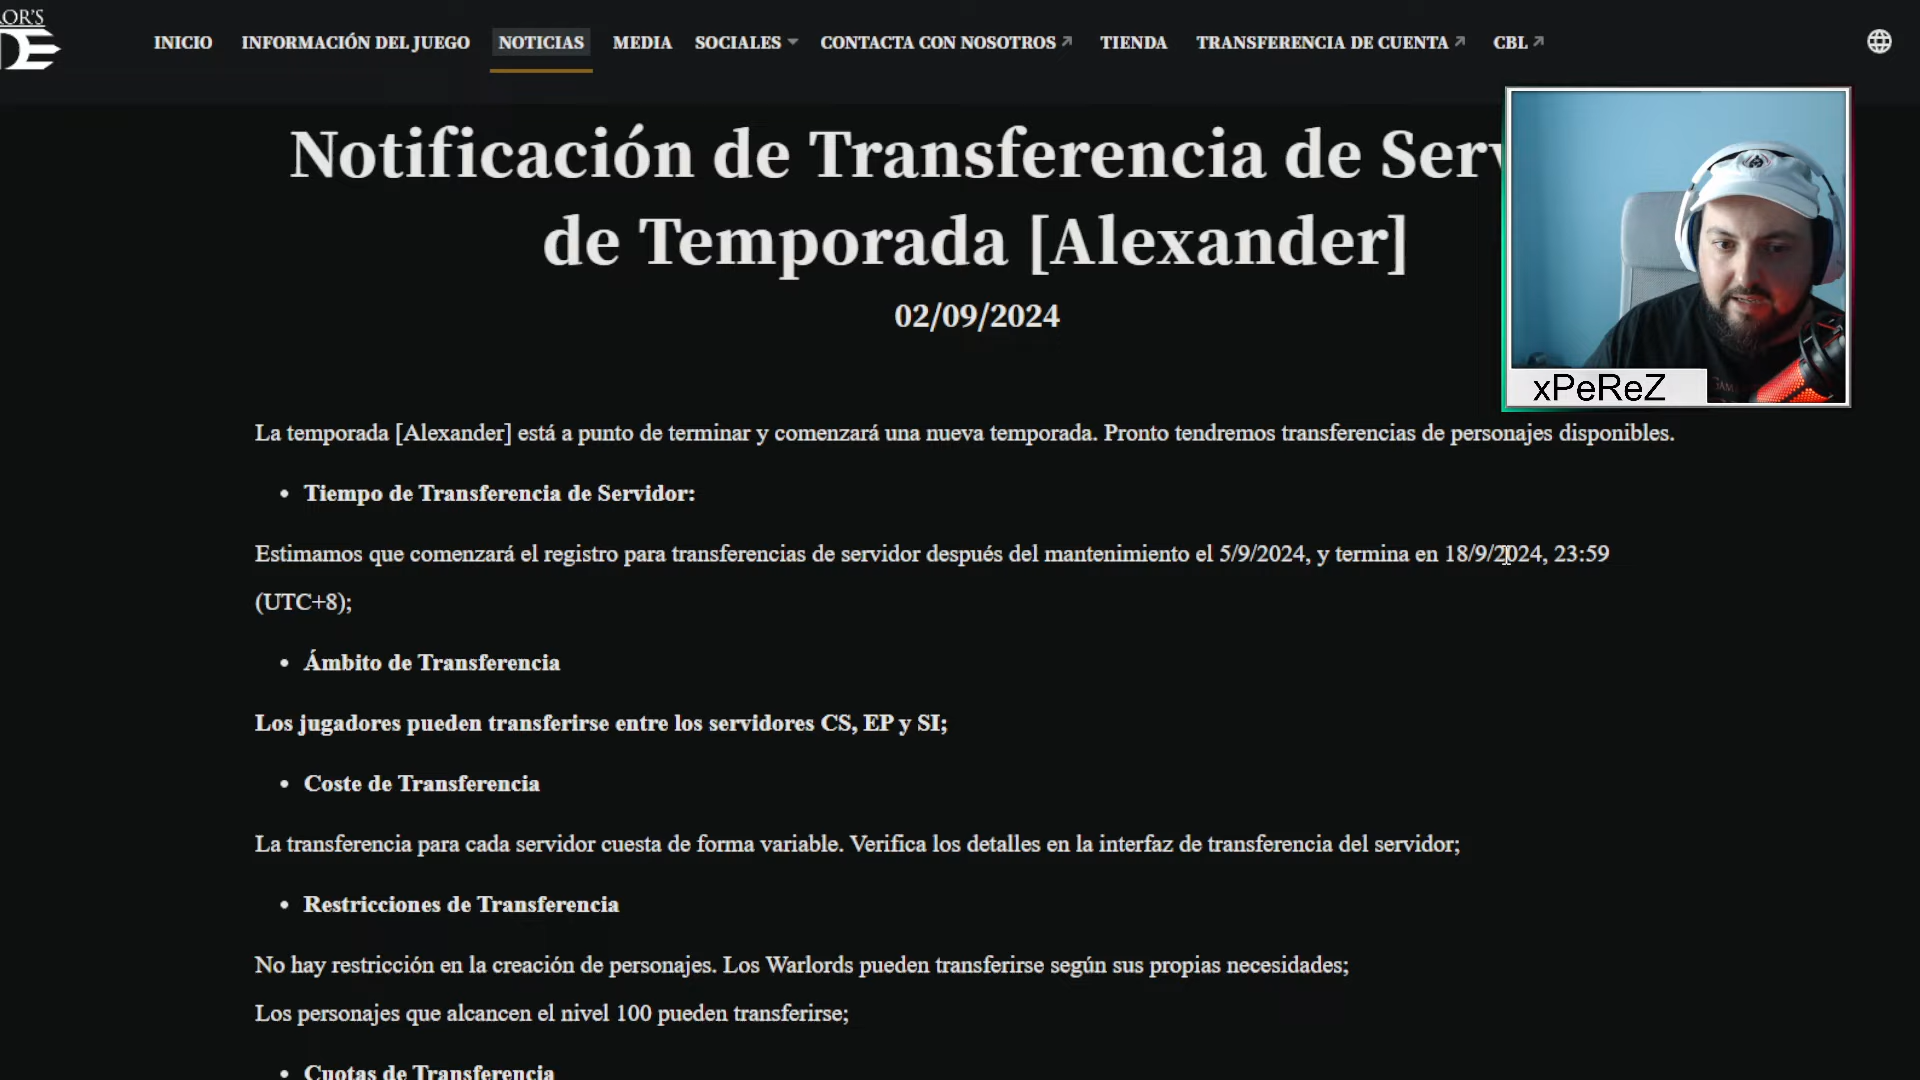 OR'S
DE
INICIO INFORMACIÓN DEL JUEGO NOTICIAS MEDIA SOCIALES CONTACTA CON NOSOTROS TIENDA TRANSFERENCIA DE CUENTA CBL
Notificación de Transferencia de Serv
de Temporada [Alexander]
02/09/2024
xPeReZ
La temporada [Alexander] está a punto de terminar y comenzará una nueva temporada. Pronto tendremos transferencias de personajes disponibles.
• Tiempo de Transferencia de Servidor:
Estimamos que comenzará el registro para transferencias de servidor después del mantenimiento el 5/9/2024, y termina en 18/9/2024, 23:59
(UTC+8);
• Ámbito de Transferencia
Los jugadores pueden transferirse entre los servidores CS, EP y SI;
• Coste de Transferencia
La transferencia para cada servidor cuesta de forma variable. Verifica los detalles en la interfaz de transferencia del servidor;
• Restricciones de Transferencia
No hay restricción en la creación de personajes. Los Warlords pueden transferirse según sus propias necesidades;
Los personajes que alcancen el nivel 100 pueden transferirse;
• Cuotas de Transferencia